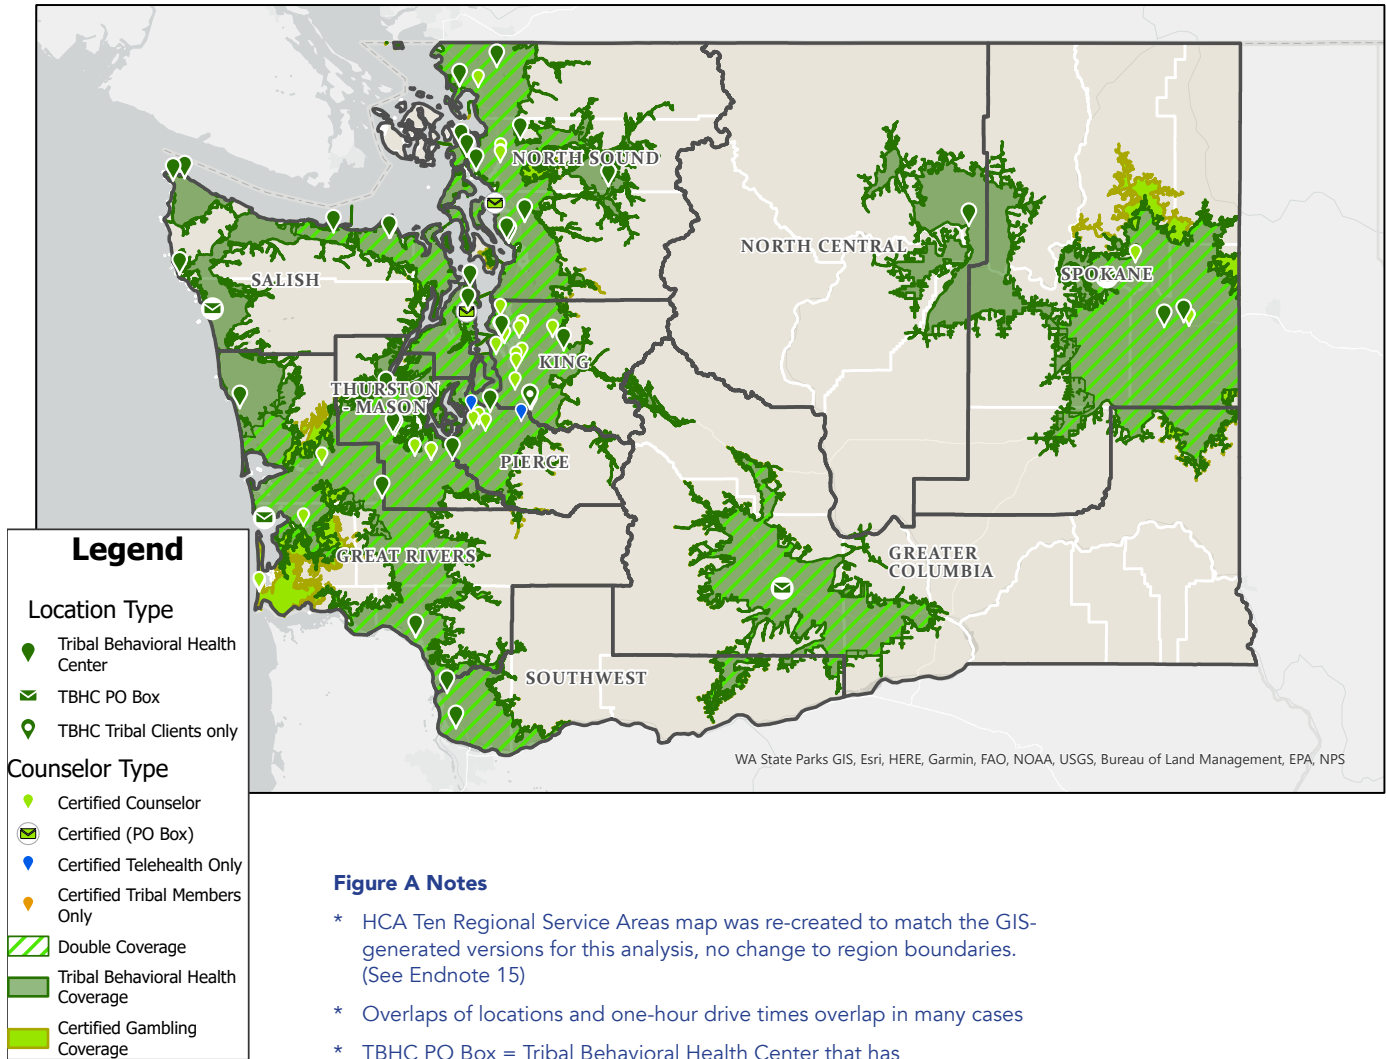 NORTH SOUND
NORTH CENTRAL
SALISH
SPOKANE
KING
THURSTON
- MASON
PIERCE
GREAT RIVERS
GREATER
COLUMBIA
SOUTHWEST
WA State Parks GIS, Esri, HERE, Garmin, FAO, NOAA, USGS, Bureau of Land Management, EPA, NPS
Legend
Location Type
Tribal Behavioral Health
Center
TBHC PO Box
TBHC Tribal Clients only
Counselor Type
Certified Counselor
Certified (PO Box)
Certified Telehealth Only
Certified Tribal Members
Only
Double Coverage
Tribal Behavioral Health
Coverage
Certified Gambling
Coverage
Figure A Notes
* HCA Ten Regional Service Areas map was re-created to match the GIS-
generated versions for this analysis, no change to region boundaries.
(See Endnote 15)
* Overlaps of locations and one-hour drive times overlap in many cases
* TBHC PO Box = Tribal Behavioral Health Center that has